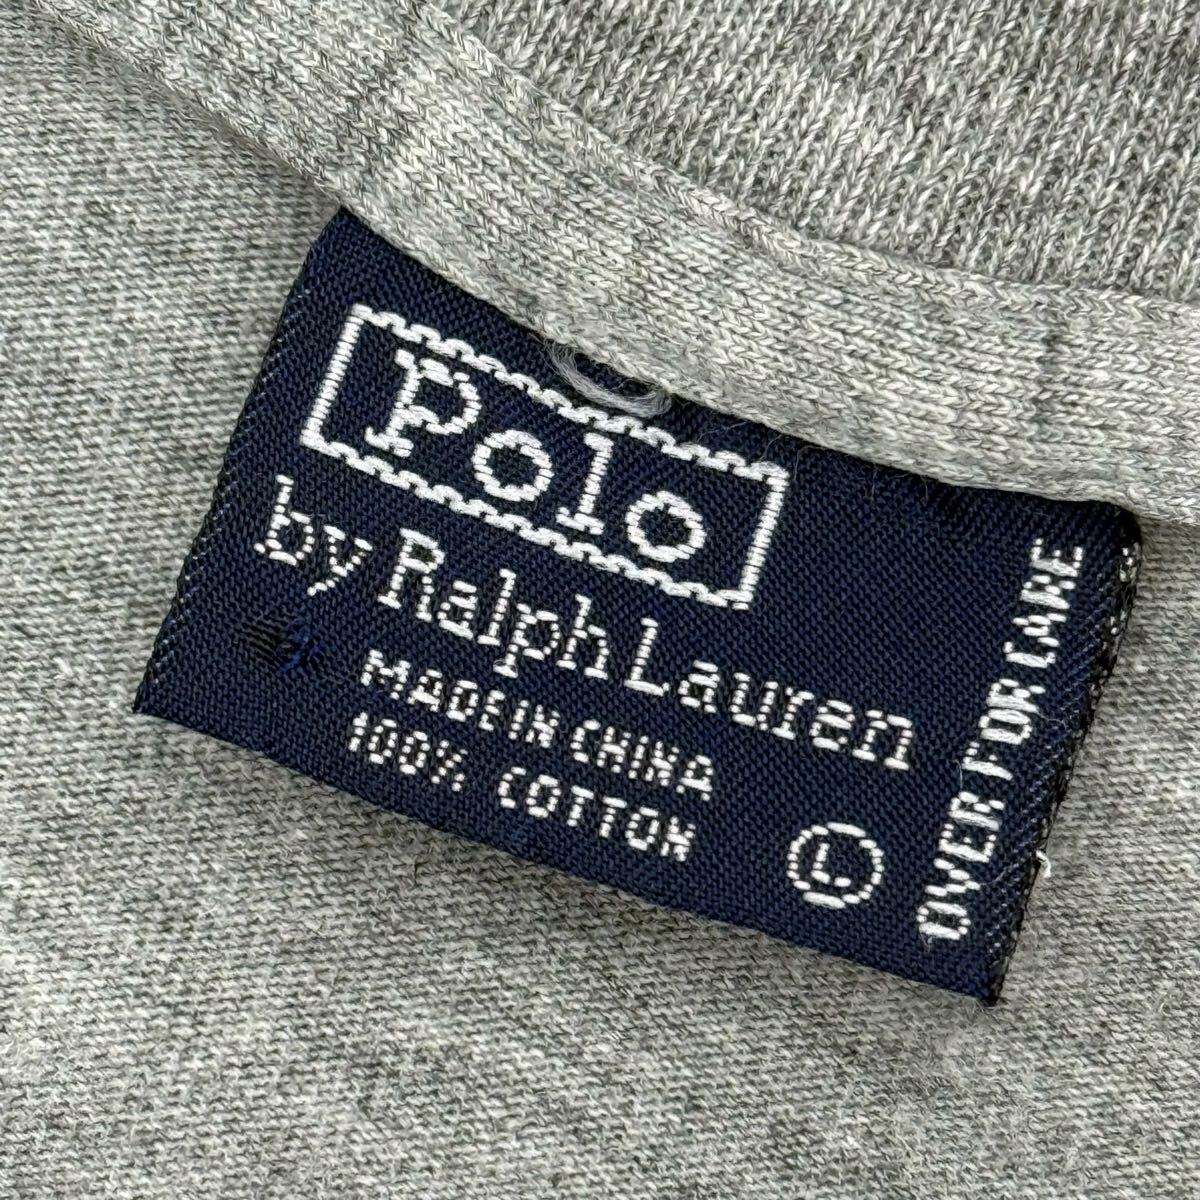 Polo
by Ralph Lauren
MADE IN CHINA
100% COTTON
L
OVER FOR CARE